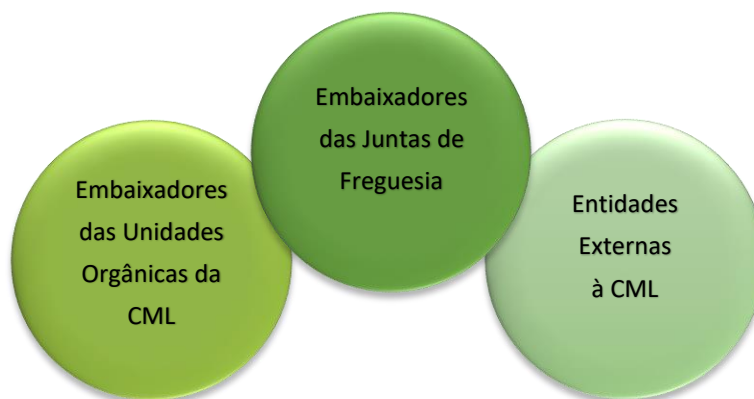 Embaixadores
das Unidades
Orgânicas da
CML
Embaixadores
das Juntas de
Freguesia
Entidades
Externas
à CML